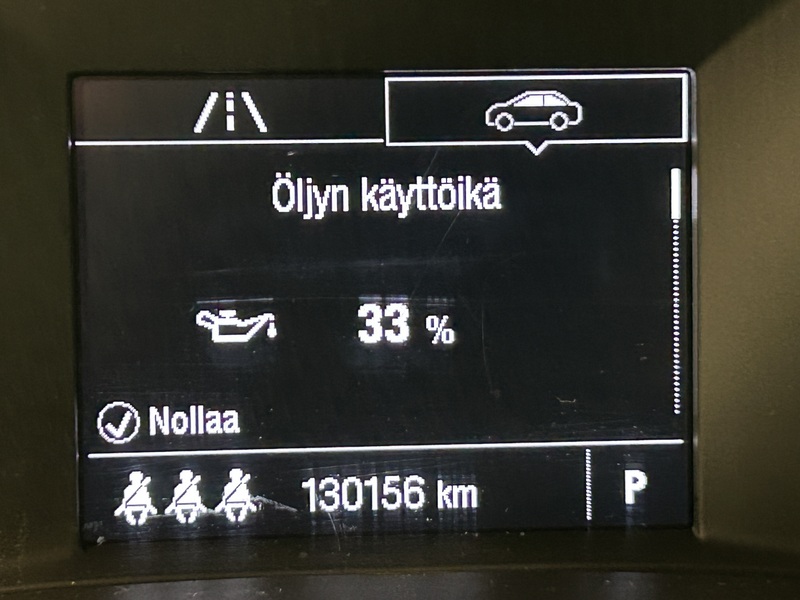 Öljyn käyttöikä
33 %
Nollaa
130156 km
P